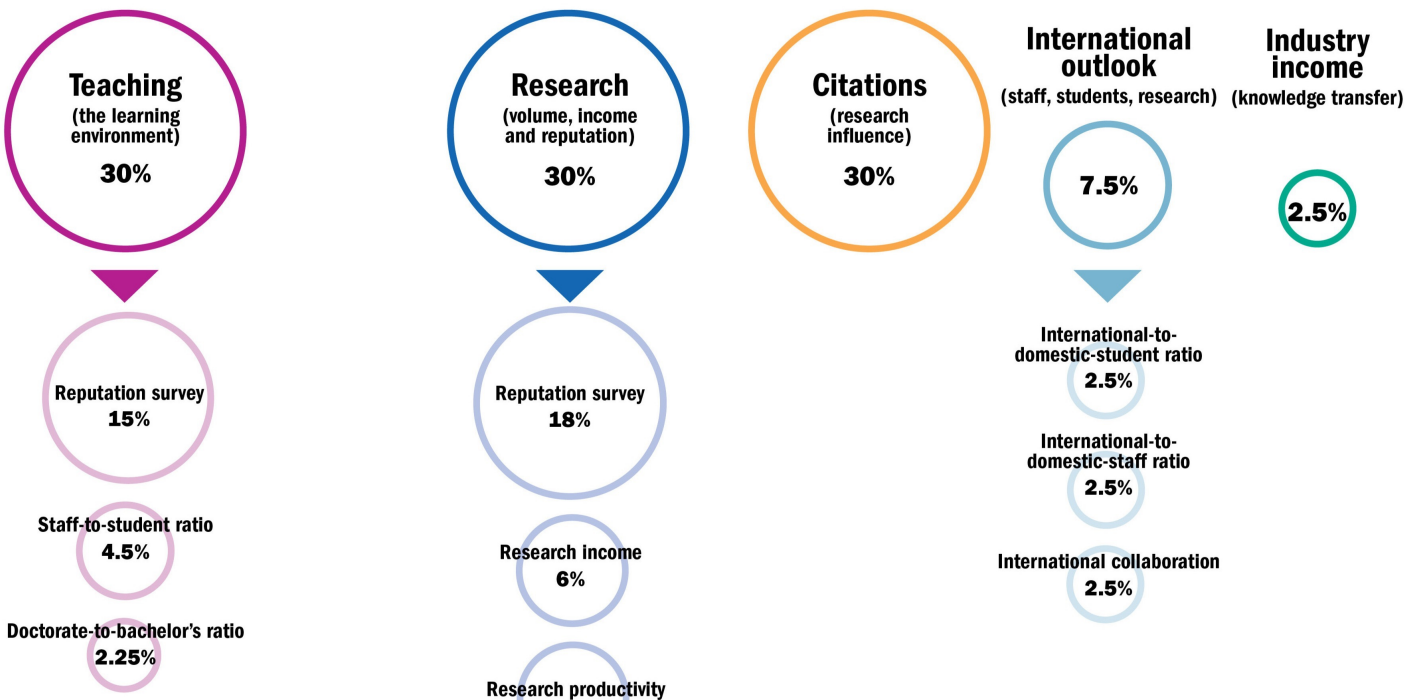 Teaching
(the learning
environment)
30%
Reputation survey
15%
Staff-to-student ratio
4.5%
Doctorate-to-bachelor's ratio
2.25%
Research
(volume, income
and reputation)
30%
Reputation survey
18%
Research income
6%
Research productivity
Citations
(research
influence)
30%
International
outlook
(staff, students, research)
7.5%
International-to-
domestic-student ratio
2.5%
International-to-
domestic-staff ratio
2.5%
International collaboration
2.5%
Industry
income
(knowledge transfer)
2.5%